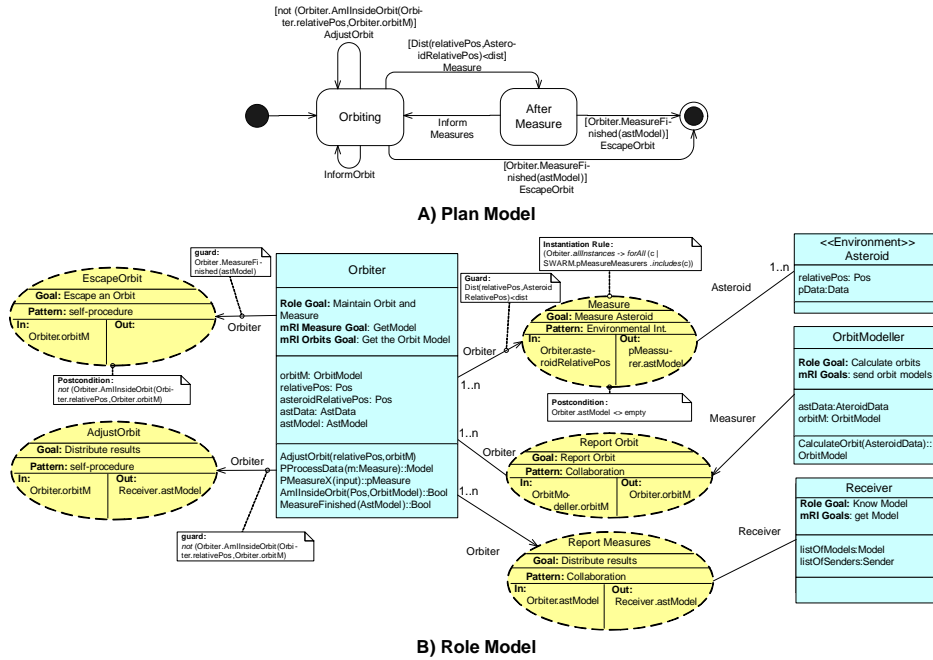 [not (Orbiter.AmIInsideOrbit(Orbi-
ter.relativePos,Orbiter.orbitM)]
AdjustOrbit
[Dist(relativePos,Astero-
idRelativePos)<dist]
Measure
Orbiting
After
Measure
Inform
Measures
[Orbiter.MeasureFi-
nished(astModel)]
EscapeOrbit
InformOrbit
[Orbiter.MeasureFi-
nished(astModel)]
EscapeOrbit
A) Plan Model
EscapeOrbit
Goal: Escape an Orbit
Pattern: self-procedure
In:
Orbiter.orbitM
Out:
guard:
Orbiter.MeasureFi-
nished(astModel)
Orbiter
Postcondition:
not (Orbiter.AmIInsideOrbit(Orbi-
ter.relativePos,Orbiter.orbitM)
AdjustOrbit
Goal: Distribute results
Pattern: self-procedure
In:
Orbiter.orbitM
Out:
Receiver.astModel
Orbiter
guard:
not (Orbiter.AmIInsideOrbit(Orbi-
ter.relativePos,Orbiter.orbitM)
Orbiter
Role Goal: Maintain Orbit and
Measure
mRI Measure Goal: GetModel
mRI Orbits Goal: Get the Orbit Model
orbitM: OrbitModel
relativePos: Pos
asteroidRelativePos: Pos
astData: AstData
astModel: AstModel
AdjustOrbit(relativePos,orbitM)
PProcessData(m:Measure)::Model
PMeasureX(input)::pMeasure
AmIInsideOrbit(Pos,OrbitModel)::Bool
MeasureFinished(AstModel)::Bool
Instantiation Rule:
(Orbiter.allInstances -> forAll (c |
SWARM.pMeasureMeasurers .includes(c))
Guard:
Dist(relativePos,Asteroid
RelativePos)<dist
Orbiter
1..n
Measure
Goal: Measure Asteroid
Pattern: Environmental Int.
In:
Orbiter.aste-
roidRelativePos
Out:
pMeassu-
rer.astModel
Postcondition:
Orbiter.astModel <> empty
Asteroid
1..n
<<Environment>>
Asteroid
relativePos: Pos
pData:Data
1..n
Orbiter
Report Orbit
Goal: Report Orbit
Pattern: Collaboration
In:
OrbitMo-
deller.orbitM
Out:
Orbiter.orbitM
Measurer
OrbitModeller
Role Goal: Calculate orbits
mRI Goals: send orbit models
astData:AteroidData
orbitM: OrbitModel
CalculateOrbit(AsteroidData)::
OrbitModel
1..n
Orbiter
Report Measures
Goal: Distribute results
Pattern: Collaboration
In:
Orbiter.astModel
Out:
Receiver.astModel
Receiver
Receiver
Role Goal: Know Model
mRI Goals: get Model
listOfModels:Model
listOfSenders:Sender
B) Role Model